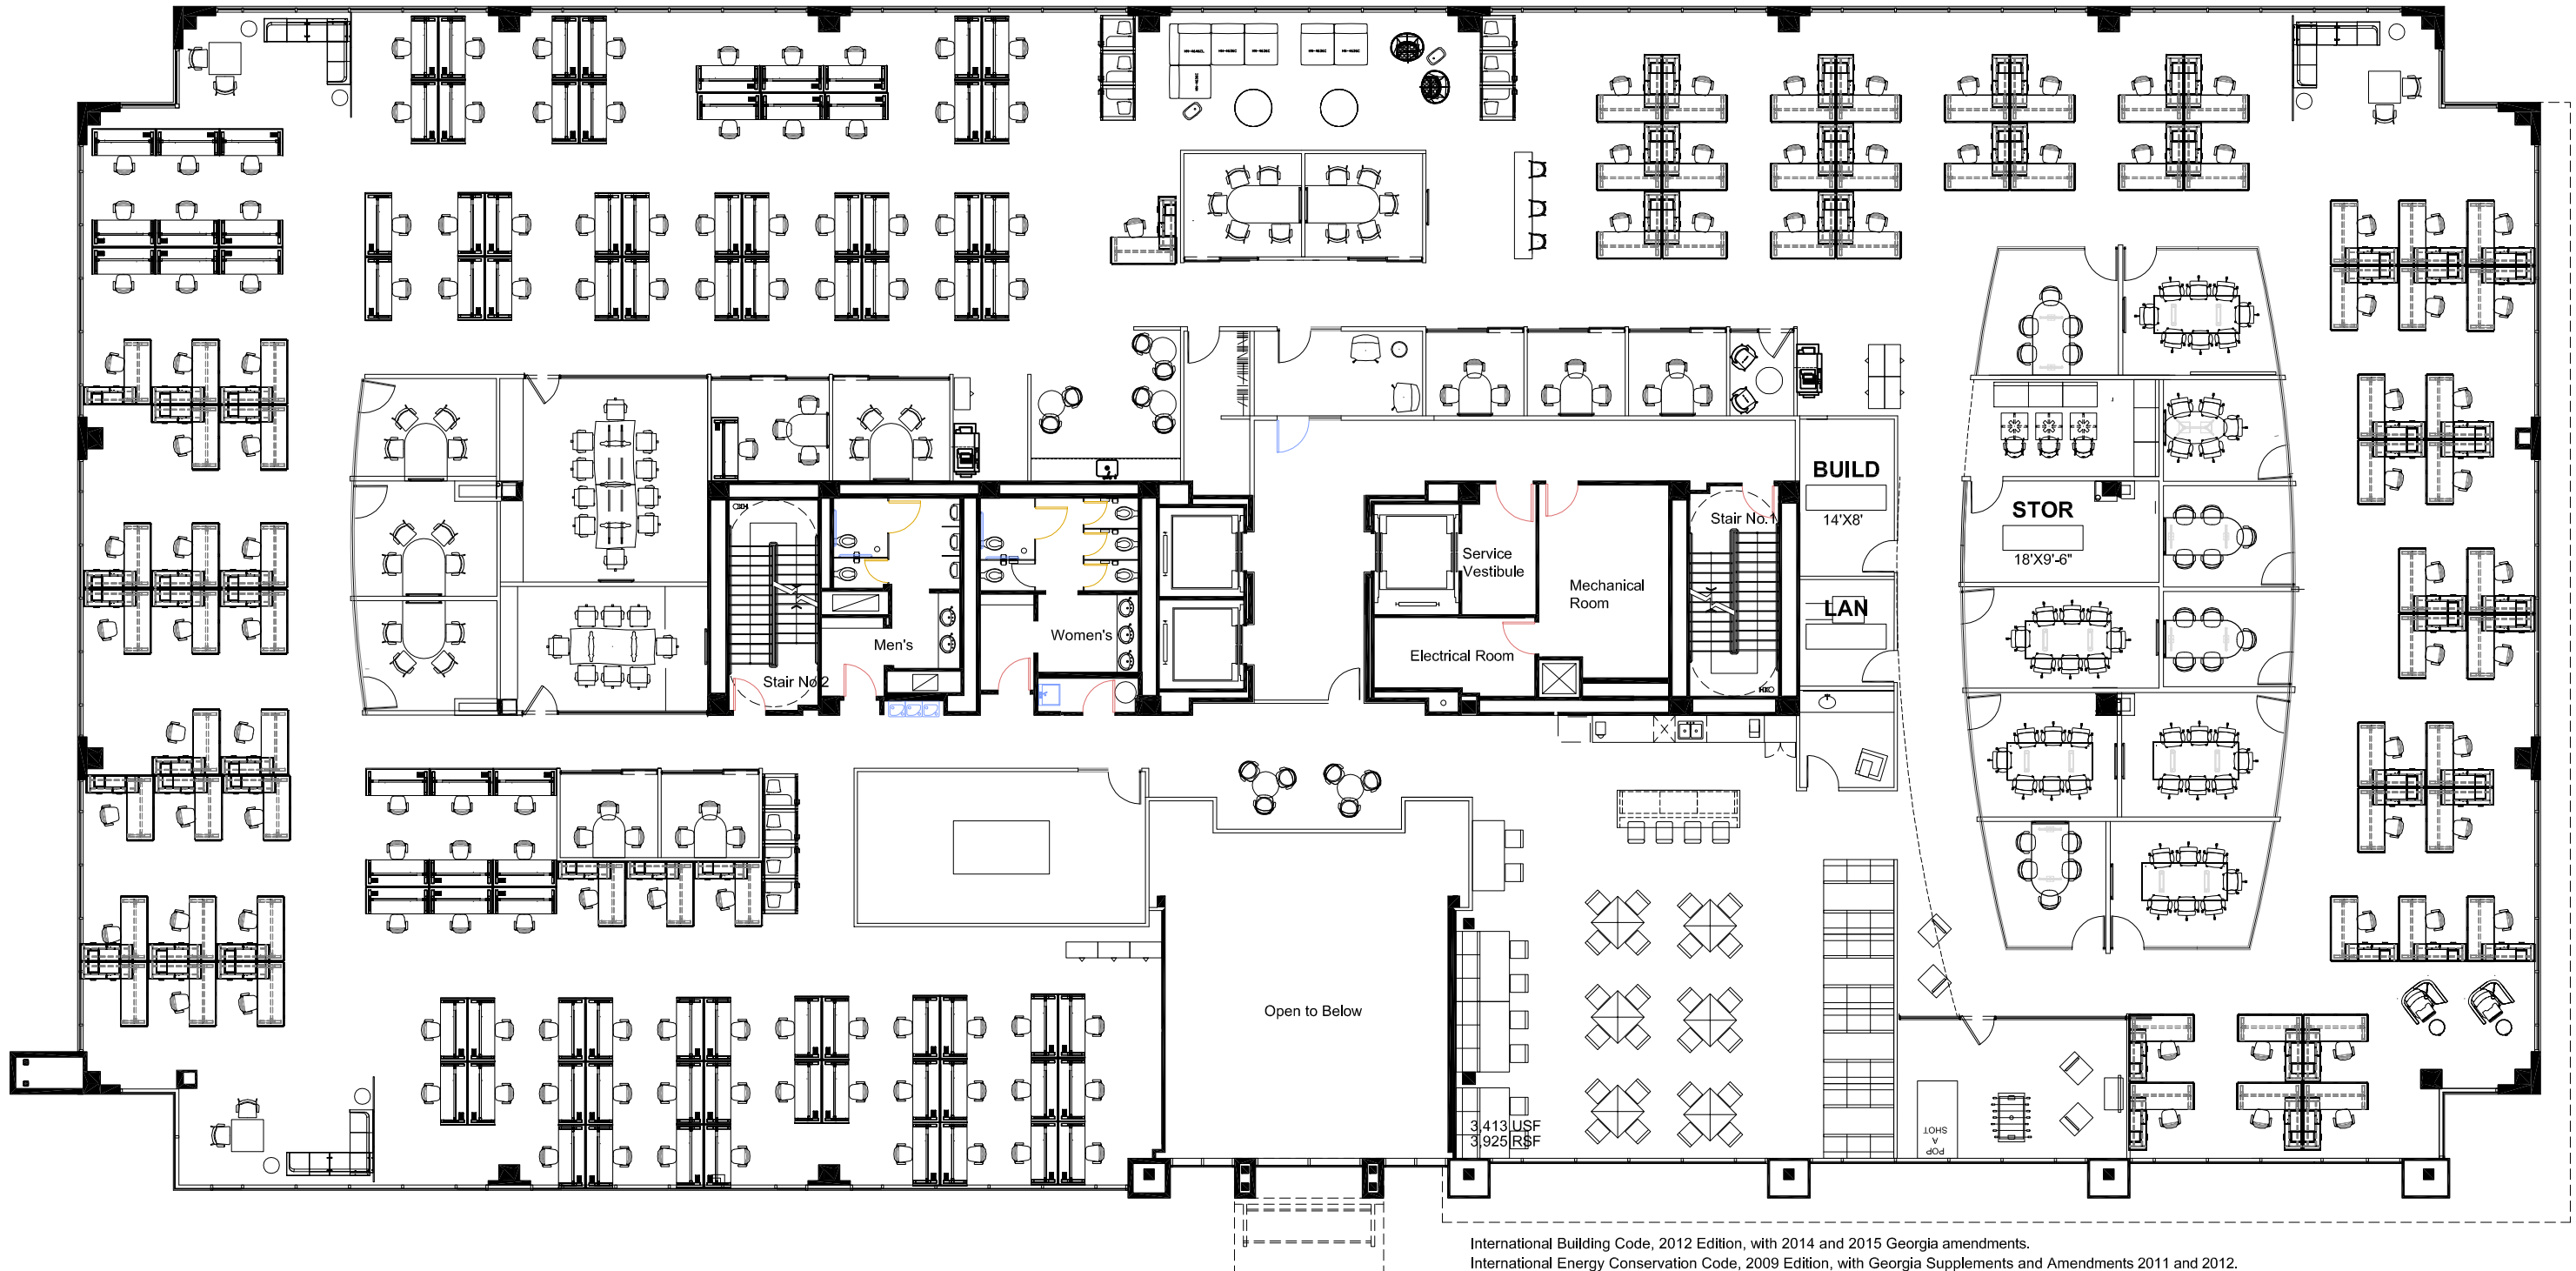 BUILD
14'X8'
STOR
18'X9'-6"
Stair No. 1
Service
Vestibule
Mechanical
Room
LAN
Men's
Women's
Electrical Room
Stair No 2
Open to Below
3,413 USF
3,925 RSF
POP
A
SHOT
International Building Code, 2012 Edition, with 2014 and 2015 Georgia amendments.
International Energy Conservation Code, 2009 Edition, with Georgia Supplements and Amendments 2011 and 2012.